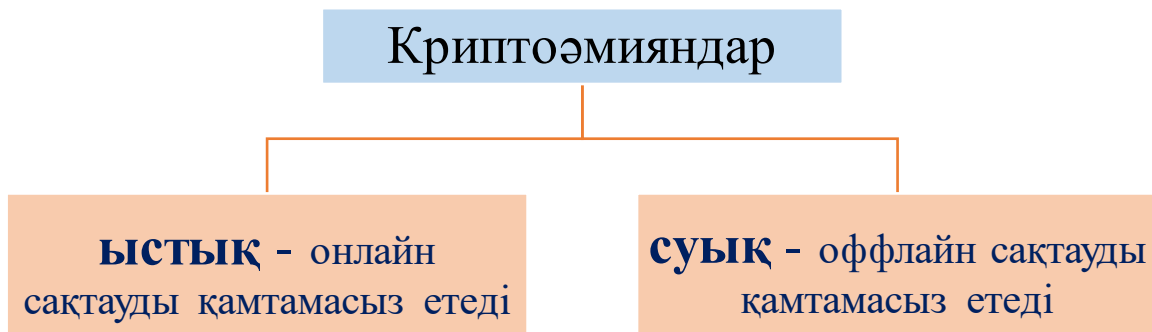 Криптоәмияндар
ыстық - онлайн
сақтауды қамтамасыз етеді
суық - оффлайн сақтауды
қамтамасыз етеді